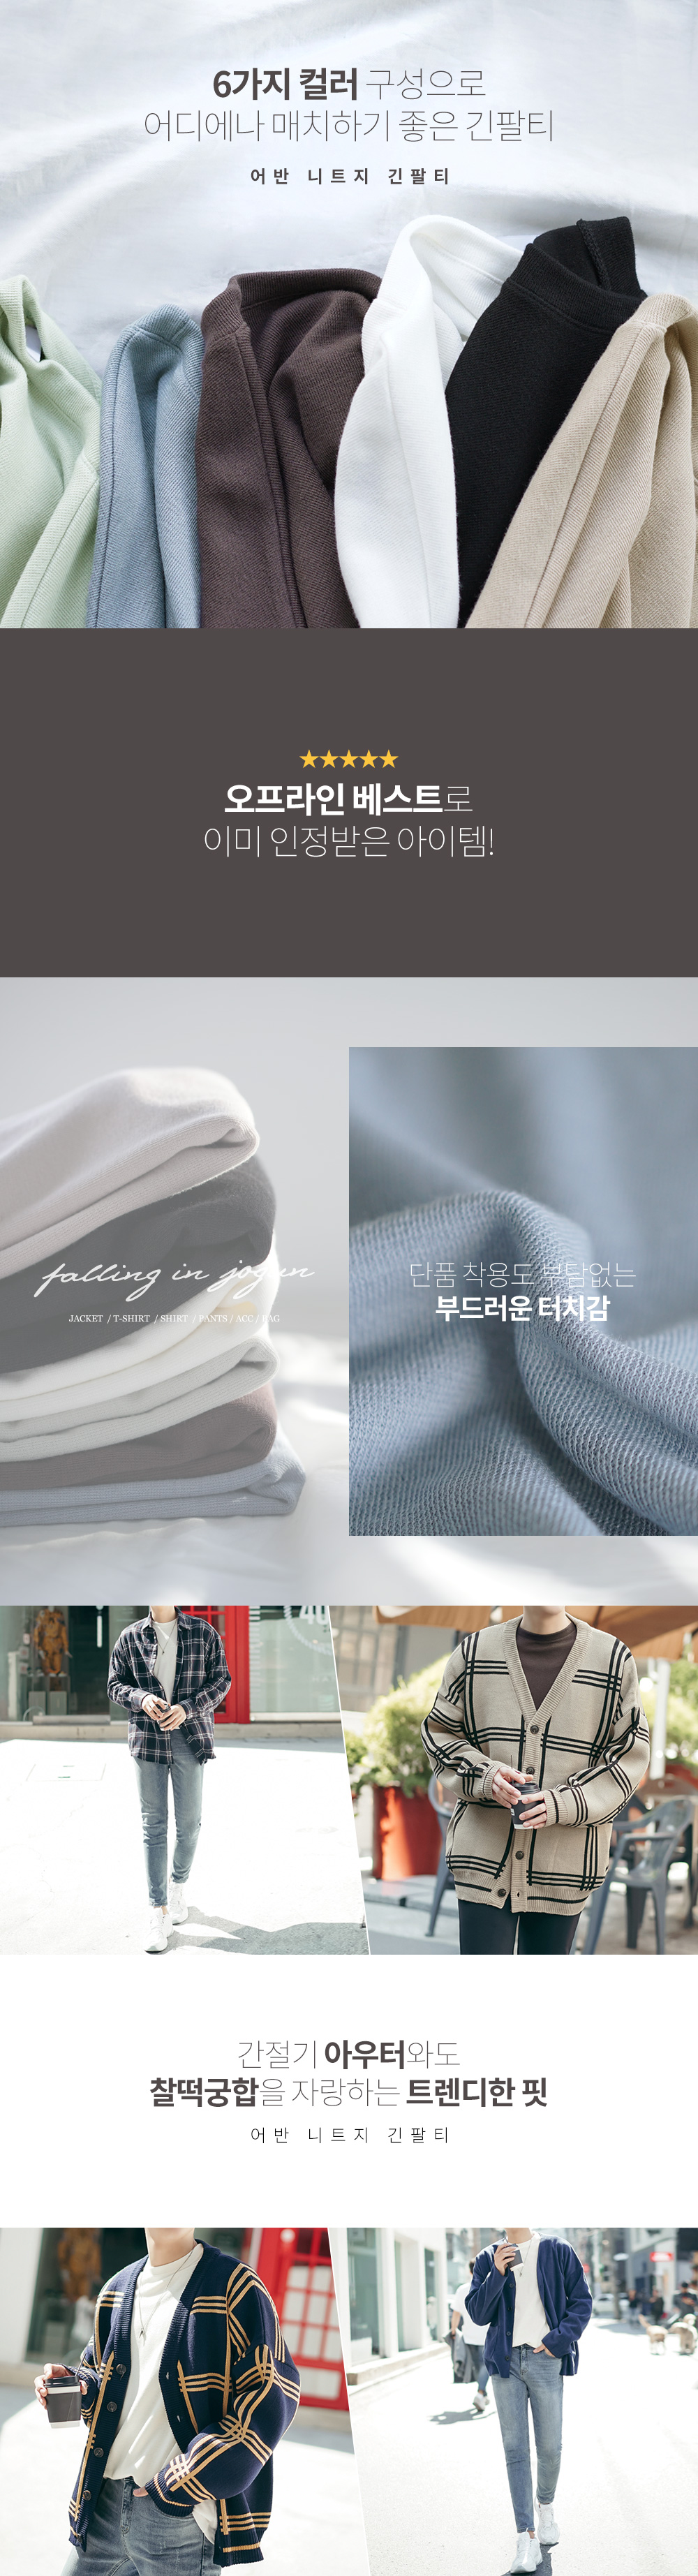 6가지 컬러 구성으로
어디에나 매치하기 좋은 긴팔티
어반 니트지 긴팔티
★★★★★
오프라인 베스트로
이미 인정받은 아이템!
falling in jogun
JACKET / T-SHIRT / SHIRT / PANTS / ACC / BAG
단품 착용도 부담없는
부드러운 터치감
간절기 아우터와도
찰떡궁합을 자랑하는 트렌디한 핏
어반 니트지 긴팔티